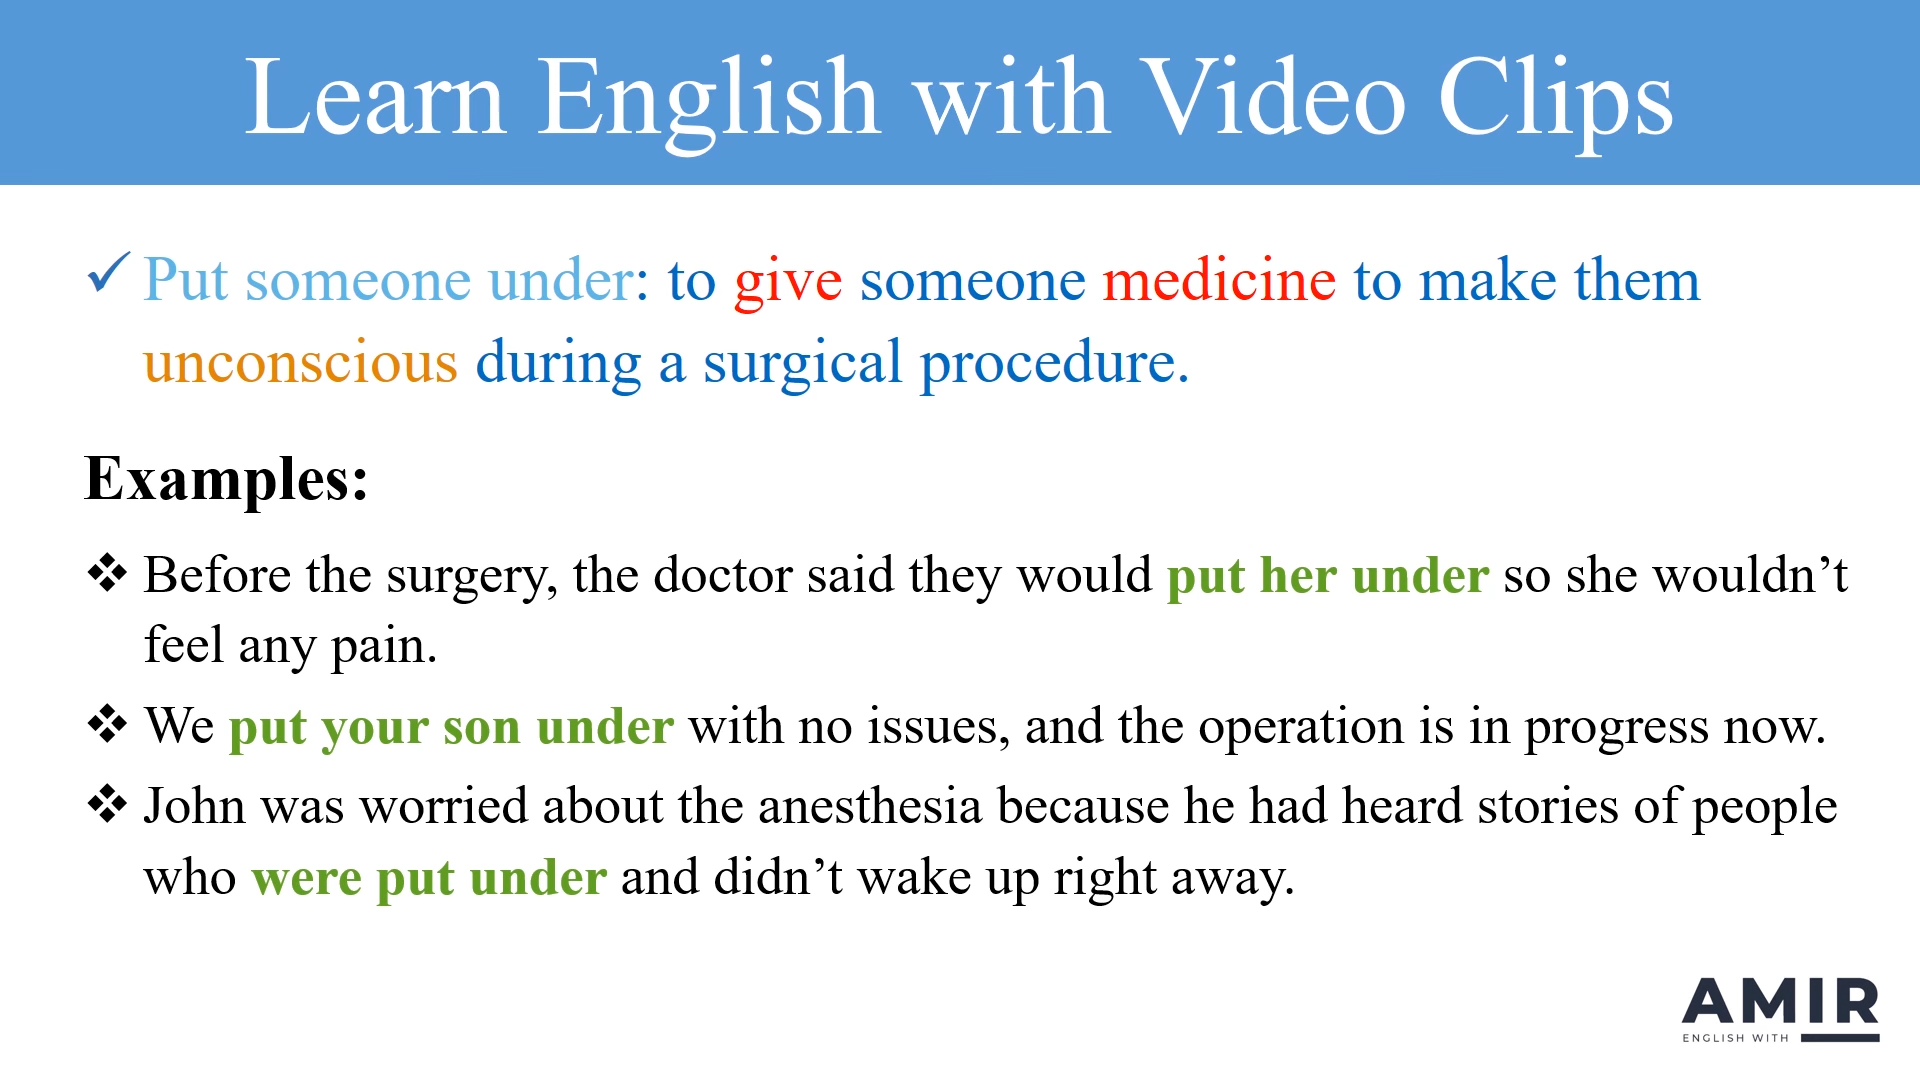 Learn English with Video Clips
✓ Put someone under: to give someone medicine to make them
unconscious during a surgical procedure.
Examples:
❖ Before the surgery, the doctor said they would put her under so she wouldn’t
feel any pain.
❖ We put your son under with no issues, and the operation is in progress now.
❖ John was worried about the anesthesia because he had heard stories of people
who were put under and didn’t wake up right away.
AMIR
ENGLISH WITH